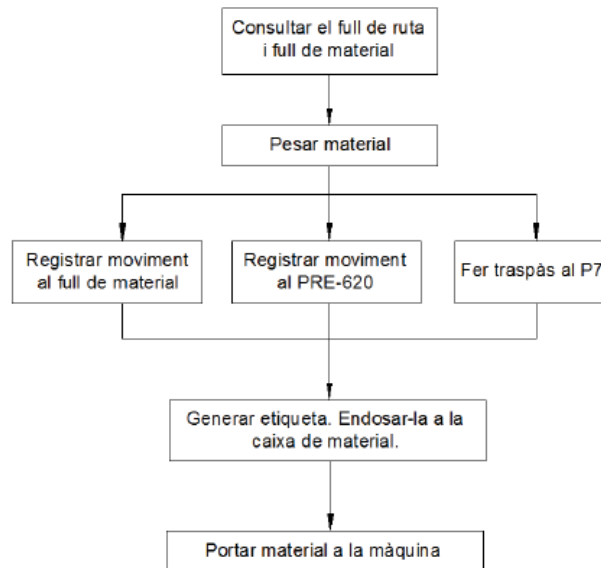 Consultar el full de ruta
i full de material
Pesar material
Registrar moviment
al full de material
Registrar moviment
al PRE-620
Fer traspàs al P7
Generar etiqueta. Endosar-la a la
caixa de material.
Portar material a la màquina